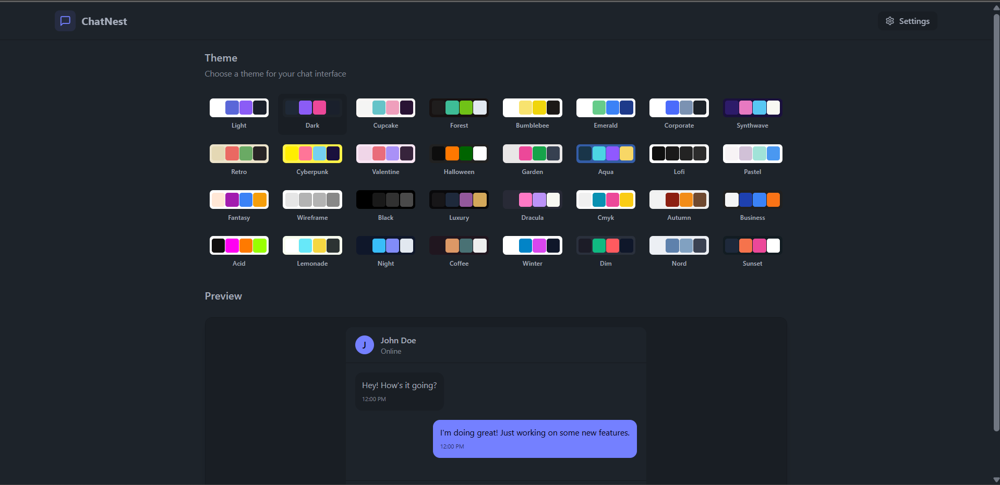 ChatNest
Settings
Theme
Choose a theme for your chat interface
Light
Dark
Cupcake
Forest
Bumblebee
Emerald
Corporate
Synthwave
Retro
Cyberpunk
Valentine
Halloween
Garden
Aqua
Lofi
Pastel
Fantasy
Wireframe
Black
Luxury
Dracula
Cmyk
Autumn
Business
Acid
Lemonade
Night
Coffee
Winter
Dim
Nord
Sunset
Preview
J
John Doe
Online
Hey! How's it going?
12:00 PM
I'm doing great! Just working on some new features.
12:00 PM